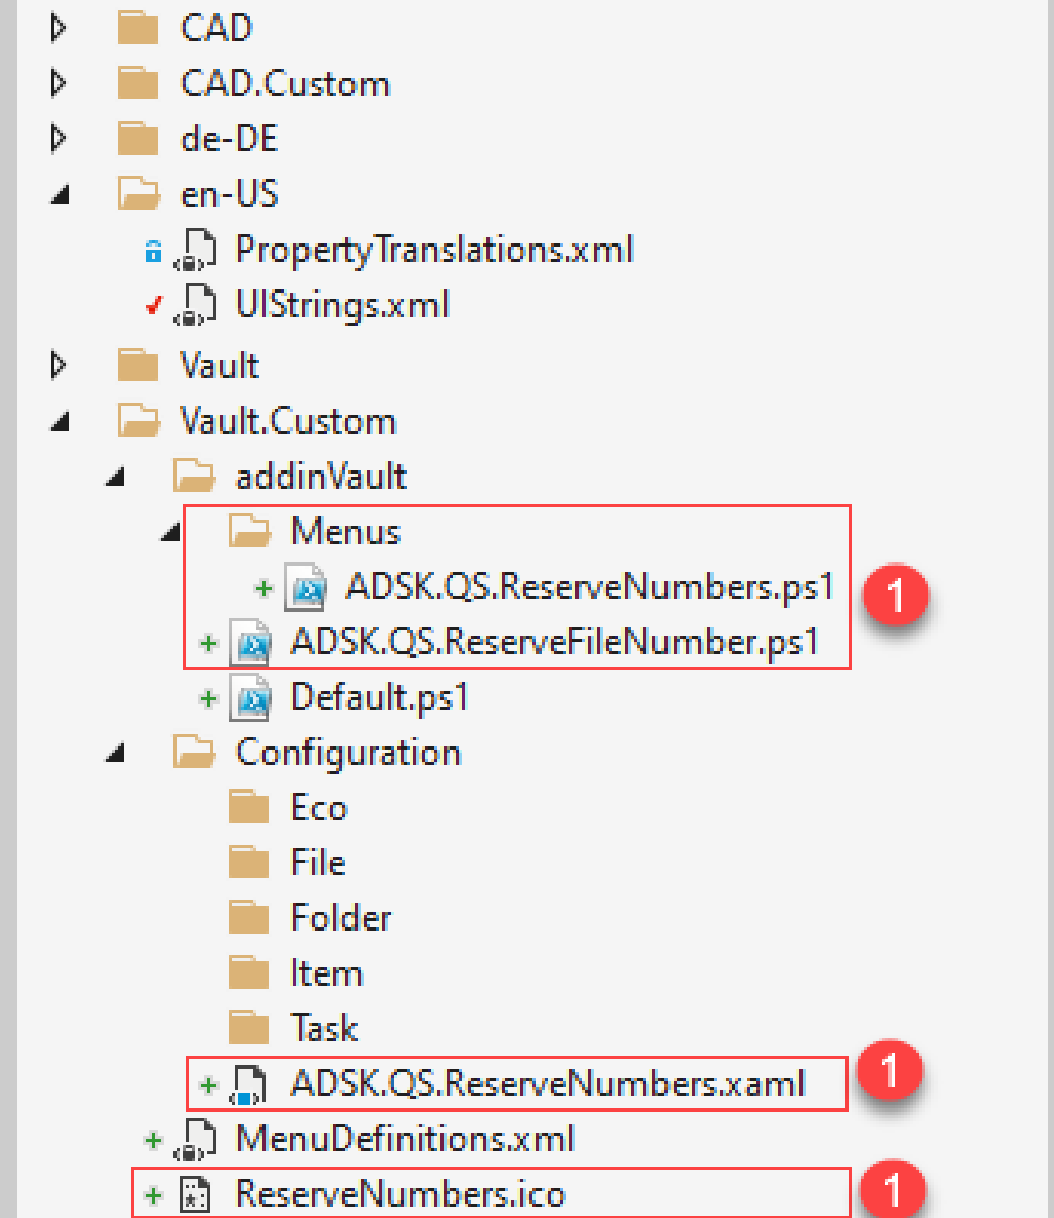 CAD
CAD.Custom
de-DE
en-US
PropertyTranslations.xml
UIStrings.xml
Vault
Vault.Custom
addinVault
Menus
ADSK.QS.ReserveNumbers.ps1
1
ADSK.QS.ReserveFileNumber.ps1
Default.ps1
Configuration
Eco
File
Folder
Item
Task
ADSK.QS.ReserveNumbers.xaml
1
MenuDefinitions.xml
ReserveNumbers.ico
1